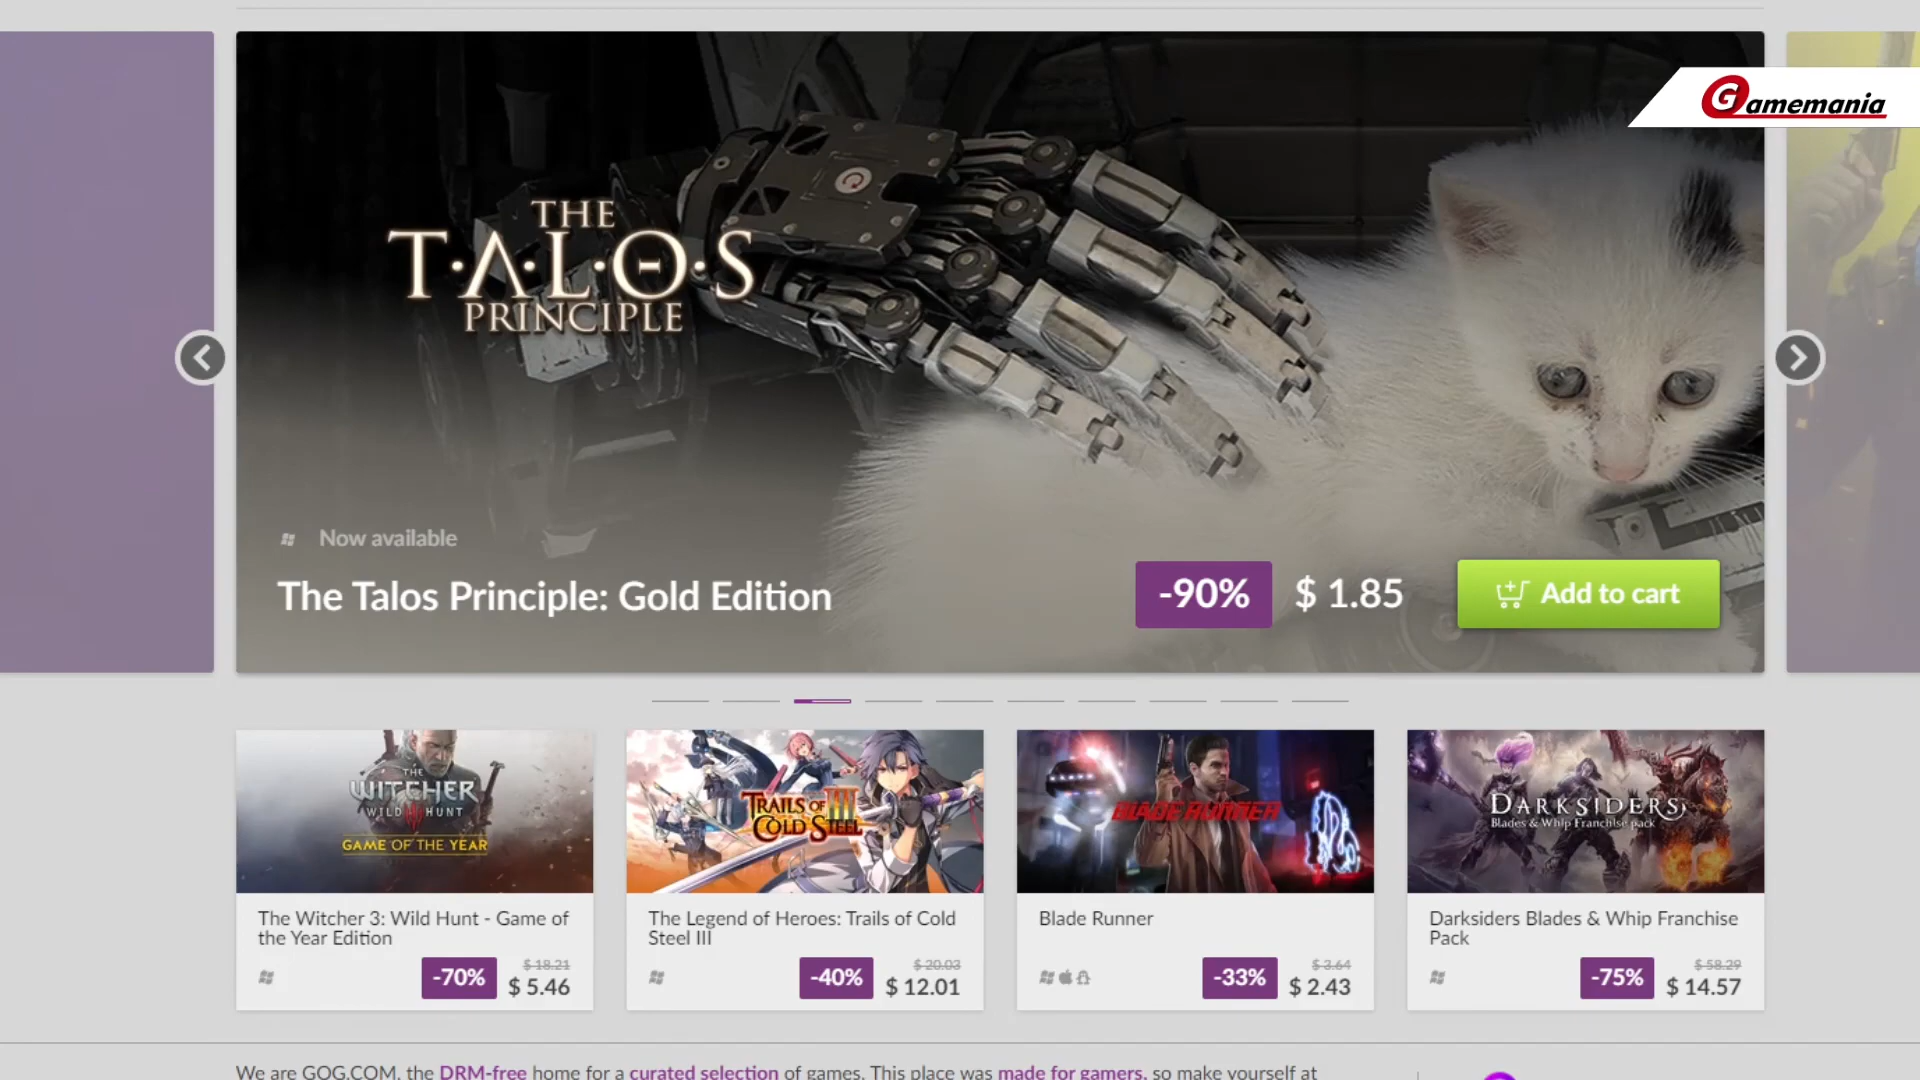 Gamemania
THE
T·A·L·O·S
PRINCIPLE
Now available
The Talos Principle: Gold Edition
-90%
$ 1.85
Add to cart
THE
WITCHER
WILD HUNT
GAME OF THE YEAR
The Witcher 3: Wild Hunt - Game of
the Year Edition
-70%
$ 18.21
$ 5.46
TRAILS OF
COLD STEEL III
The Legend of Heroes: Trails of Cold
Steel III
-40%
$ 20.03
$ 12.01
BLADE RUNNER
Blade Runner
-33%
$ 3.64
$ 2.43
DARKSIDERS
Blades & Whip Franchise pack
Darksiders Blades & Whip Franchise
Pack
-75%
$ 58.29
$ 14.57
We are GOG.COM, the DRM-free home for a curated selection of games. This place was made for gamers, so make yourself at